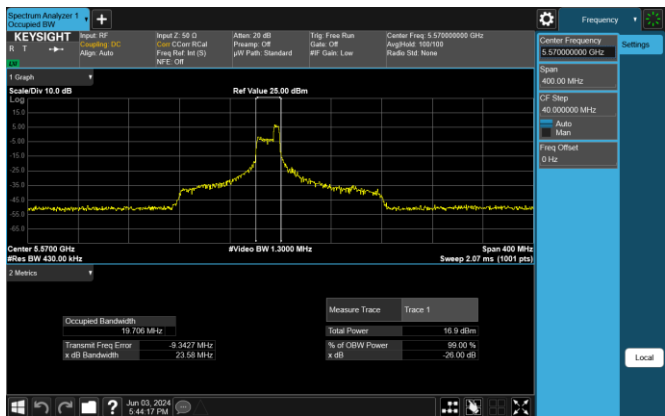 Spectrum Analyzer 1
Occupied BW
+
Frequency
KEYSIGHT
R T
Input: RF
Coupling: DC
Align: Auto
Input Z: 50 Ω
Corr CCorr RCal
Freq Ref: Int (S)
NFE: Off
Atten: 20 dB
Preamp: Off
µW Path: Standard
Trig: Free Run
Gate: Off
#IF Gain: Low
Center Freq: 5.570000000 GHz
Avg|Hold: 100/100
Radio Std: None
Center Frequency
5.570000000 GHz
Settings
Span
400.00 MHz
CF Step
40.000000 MHz
Auto
Man
Freq Offset
0 Hz
1 Graph
Scale/Div 10.0 dB
Ref Value 25.00 dBm
Log
15.0
5.00
-5.00
-15.0
-25.0
-35.0
-45.0
-55.0
-65.0
Center 5.5700 GHz
#Video BW 1.3000 MHz
Span 400 MHz
#Res BW 430.00 kHz
Sweep 2.07 ms (1001 pts)
2 Metrics
Measure Trace
Trace 1
Occupied Bandwidth
19.706 MHz
Total Power
16.9 dBm
Transmit Freq Error
-9.3427 MHz
% of OBW Power
99.00 %
x dB Bandwidth
23.58 MHz
x dB
-26.00 dB
Local
?
Jun 03, 2024
5:44:17 PM